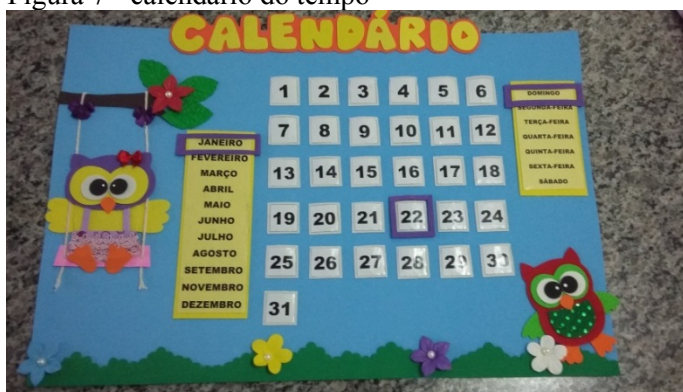 Figura 7 - calendário do tempo
CALENDÁRIO
1 2 3 4 5 6
7 8 9 10 11 12
13 14 15 16 17 18
19 20 21 22 23 24
25 26 27 28 29 30
31
JANEIRO
FEVEREIRO
MARÇO
ABRIL
MAIO
JUNHO
JULHO
AGOSTO
SETEMBRO
NOVEMBRO
DEZEMBRO
DOMINGO
SEGUNDA-FEIRA
TERÇA-FEIRA
QUARTA-FEIRA
QUINTA-FEIRA
SEXTA-FEIRA
SÁBADO